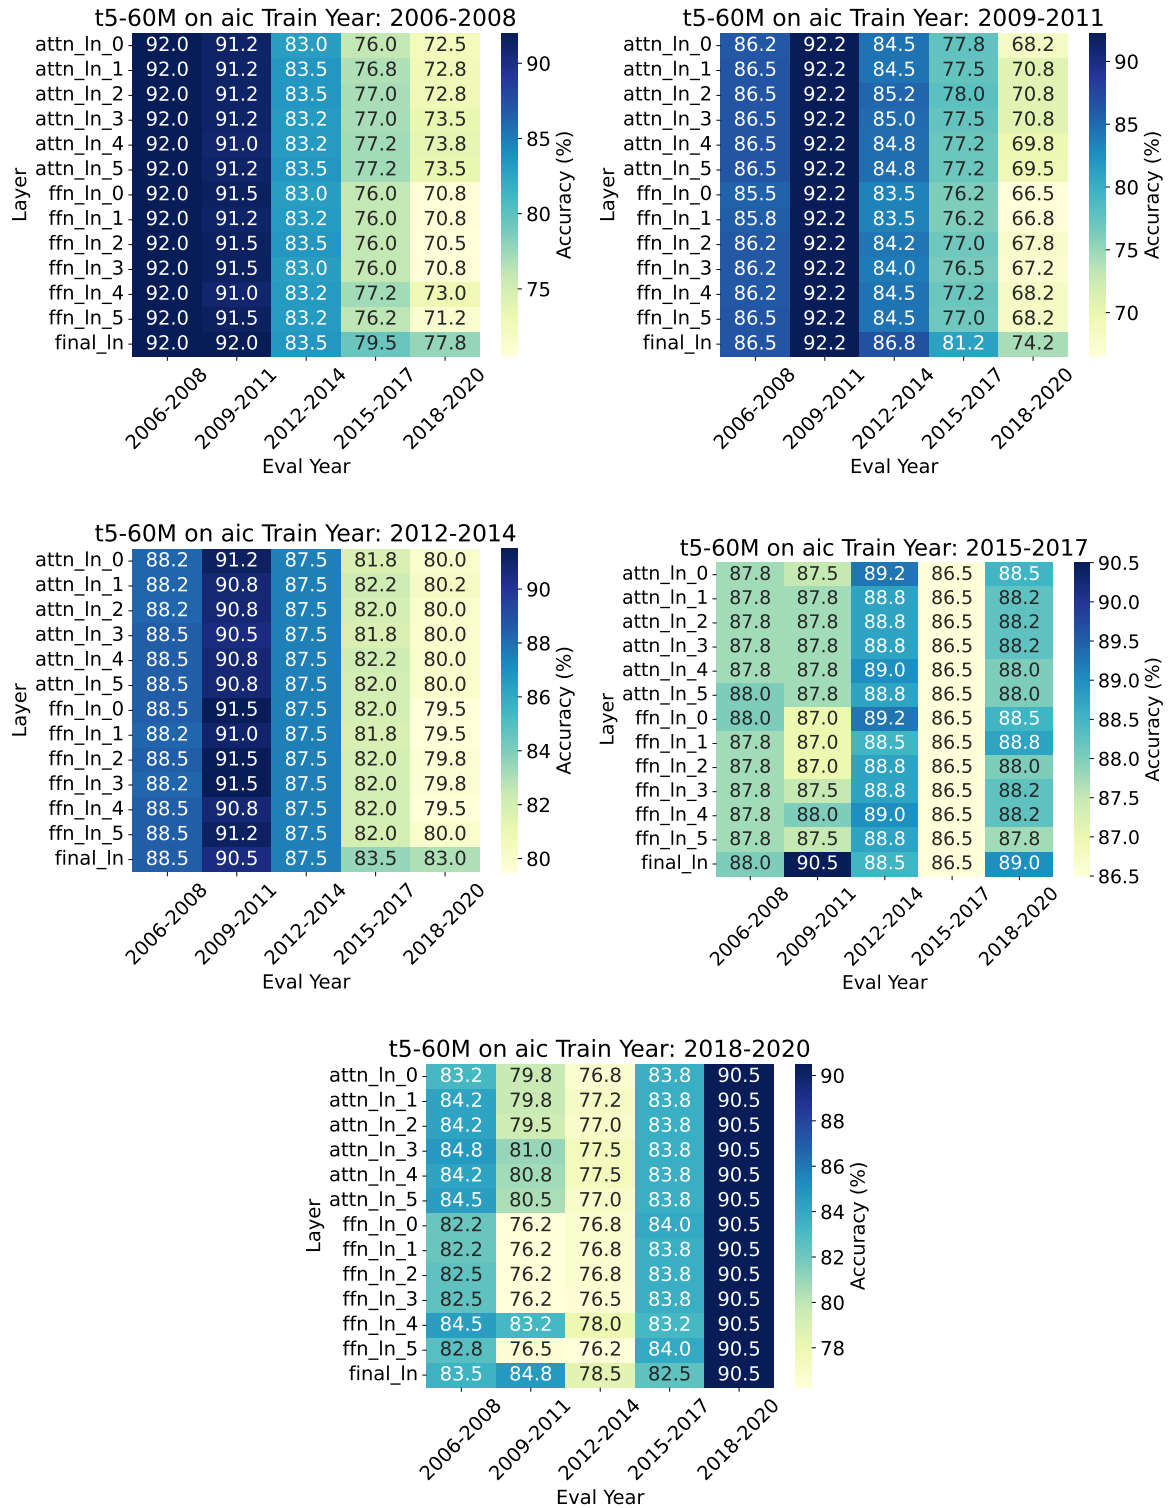 t5-60M on aic Train Year: 2006-2008
attn_ln_0 92.0 91.2 83.0 76.0 72.5
attn_ln_1 92.0 91.2 83.5 76.8 72.8
attn_ln_2 92.0 91.2 83.5 77.0 72.8
attn_ln_3 92.0 91.2 83.2 77.0 73.5
attn_ln_4 92.0 91.0 83.2 77.2 73.8
attn_ln_5 92.0 91.2 83.2 77.2 73.5
ffn_ln_0 92.0 91.5 83.0 76.0 70.8
ffn_ln_1 92.0 91.2 83.2 76.0 70.8
ffn_ln_2 92.0 91.5 83.5 76.0 70.5
ffn_ln_3 92.0 91.5 83.0 76.0 70.8
ffn_ln_4 92.0 91.0 83.2 77.2 73.0
ffn_ln_5 92.0 91.5 83.2 76.2 71.2
final_ln 92.0 92.0 83.5 79.5 77.8
2006-2008 2009-2011 2012-2014 2015-2017 2018-2020
Eval Year
Layer
90
85
80
75
Accuracy (%)
t5-60M on aic Train Year: 2009-2011
attn_ln_0 86.2 92.2 84.5 77.8 68.2
attn_ln_1 86.5 92.2 84.5 77.5 70.8
attn_ln_2 86.5 92.2 85.2 78.0 70.8
attn_ln_3 86.5 92.2 85.0 77.5 70.8
attn_ln_4 86.5 92.2 84.8 77.2 69.8
attn_ln_5 86.5 92.2 84.8 77.2 69.5
ffn_ln_0 85.5 92.2 83.5 76.2 66.5
ffn_ln_1 85.8 92.2 83.5 76.2 66.8
ffn_ln_2 86.2 92.2 84.2 77.0 67.8
ffn_ln_3 86.2 92.2 84.0 76.5 67.2
ffn_ln_4 86.2 92.2 84.5 77.2 68.2
ffn_ln_5 86.2 92.2 84.5 77.0 68.2
final_ln 86.5 92.2 86.8 81.2 74.2
2006-2008 2009-2011 2012-2014 2015-2017 2018-2020
Eval Year
Layer
90
85
80
75
70
Accuracy (%)
t5-60M on aic Train Year: 2012-2014
attn_ln_0 88.2 91.2 87.5 81.8 80.0
attn_ln_1 88.2 90.8 87.5 82.2 80.2
attn_ln_2 88.2 90.8 87.5 82.0 80.0
attn_ln_3 88.5 90.5 87.5 81.8 80.0
attn_ln_4 88.5 90.8 87.5 82.2 80.0
attn_ln_5 88.5 90.8 87.5 82.0 80.0
ffn_ln_0 88.5 91.5 87.5 82.0 79.5
ffn_ln_1 88.2 91.0 87.5 81.8 79.5
ffn_ln_2 88.5 91.5 87.5 82.0 79.8
ffn_ln_3 88.2 91.5 87.5 82.0 79.8
ffn_ln_4 88.5 90.8 87.5 82.0 79.5
ffn_ln_5 88.5 91.2 87.5 82.0 80.0
final_ln 88.5 90.5 87.5 83.5 83.0
2006-2008 2009-2011 2012-2014 2015-2017 2018-2020
Eval Year
Layer
90
88
86
84
82
80
Accuracy (%)
t5-60M on aic Train Year: 2015-2017
attn_ln_0 87.8 87.5 89.2 86.5 88.5
attn_ln_1 87.8 87.8 88.8 86.5 88.2
attn_ln_2 87.8 87.8 88.8 86.5 88.2
attn_ln_3 87.8 87.8 88.8 86.5 88.2
attn_ln_4 87.8 87.8 89.0 86.5 88.0
attn_ln_5 88.0 87.8 88.8 86.5 88.0
ffn_ln_0 88.0 87.0 89.2 86.5 88.5
ffn_ln_1 87.8 87.0 88.5 86.5 88.8
ffn_ln_2 87.8 87.0 88.8 86.5 88.0
ffn_ln_3 87.8 87.5 88.8 86.5 88.2
ffn_ln_4 87.8 88.0 89.0 86.5 88.2
ffn_ln_5 87.8 87.5 88.8 86.5 87.8
final_ln 88.0 90.5 88.5 86.5 89.0
2006-2008 2009-2011 2012-2014 2015-2017 2018-2020
Eval Year
Layer
90.5
90.0
89.5
89.0
88.5
88.0
87.5
87.0
86.5
Accuracy (%)
t5-60M on aic Train Year: 2018-2020
attn_ln_0 83.2 79.8 76.8 83.8 90.5
attn_ln_1 84.2 79.8 77.2 83.8 90.5
attn_ln_2 84.2 79.5 77.0 83.8 90.5
attn_ln_3 84.8 81.0 77.5 83.8 90.5
attn_ln_4 84.2 80.8 77.5 83.8 90.5
attn_ln_5 84.5 80.5 77.0 83.8 90.5
ffn_ln_0 82.2 76.2 76.8 84.0 90.5
ffn_ln_1 82.2 76.2 76.8 83.8 90.5
ffn_ln_2 82.5 76.2 76.8 83.8 90.5
ffn_ln_3 82.5 76.2 76.5 83.8 90.5
ffn_ln_4 84.5 83.2 78.0 83.2 90.5
ffn_ln_5 82.8 76.5 76.2 84.0 90.5
final_ln 83.5 84.8 78.5 82.5 90.5
2006-2008 2009-2011 2012-2014 2015-2017 2018-2020
Eval Year
Layer
90
88
86
84
82
80
78
Accuracy (%)